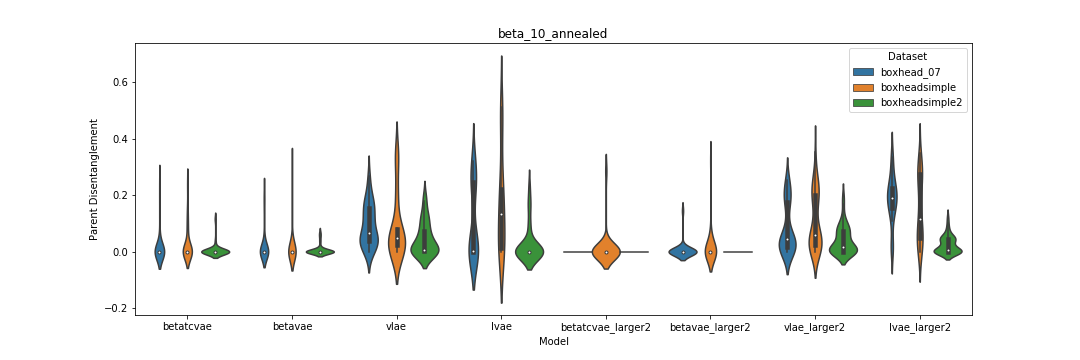 beta_10_annealed
Dataset
boxhead_07
boxheadsimple
boxheadsimple2
Parent Disentanglement
0.6
0.4
0.2
0.0
−0.2
betatcvae betavae vlae lvae betatcvae_larger2 betavae_larger2 vlae_larger2 lvae_larger2
Model